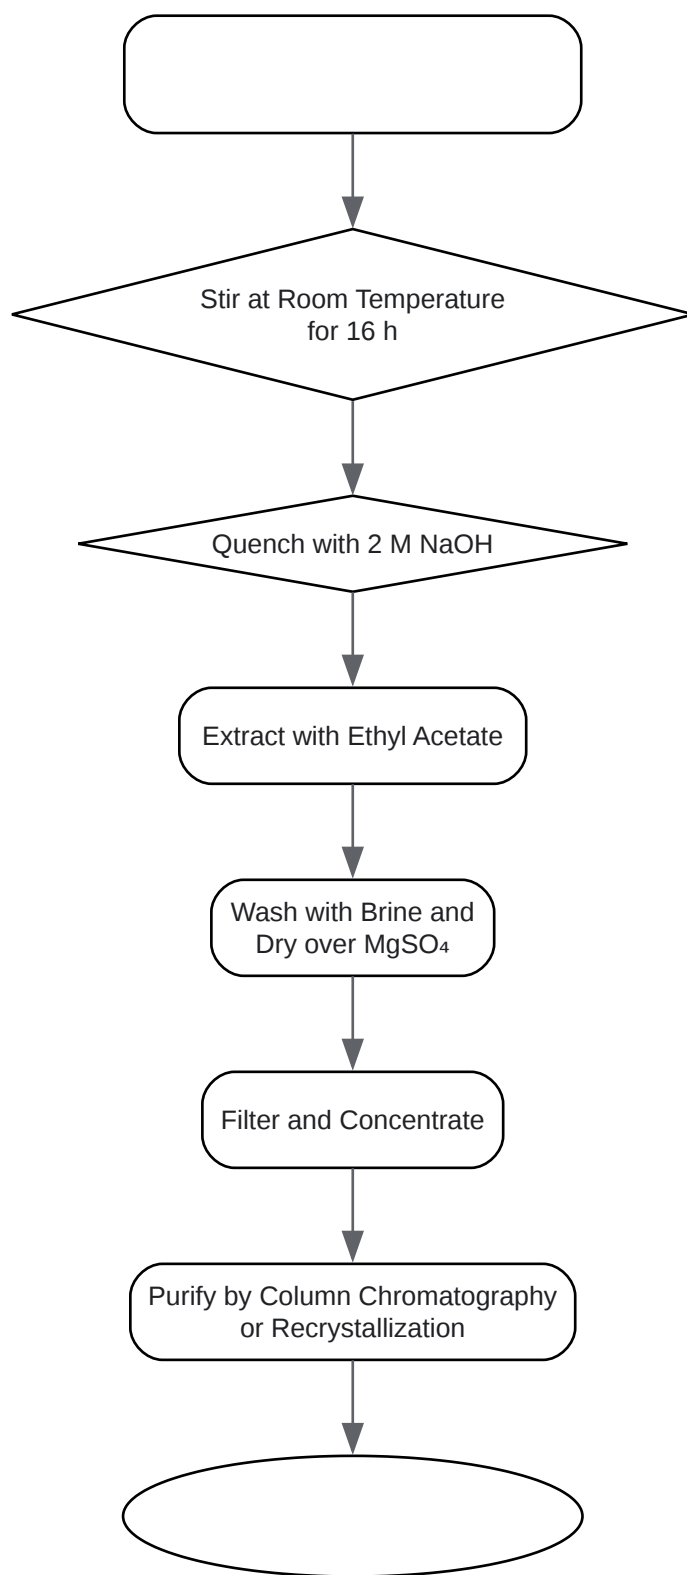 Stir at Room Temperature
for 16 h
Quench with 2 M NaOH
Extract with Ethyl Acetate
Wash with Brine and
Dry over MgSO₄
Filter and Concentrate
Purify by Column Chromatography
or Recrystallization